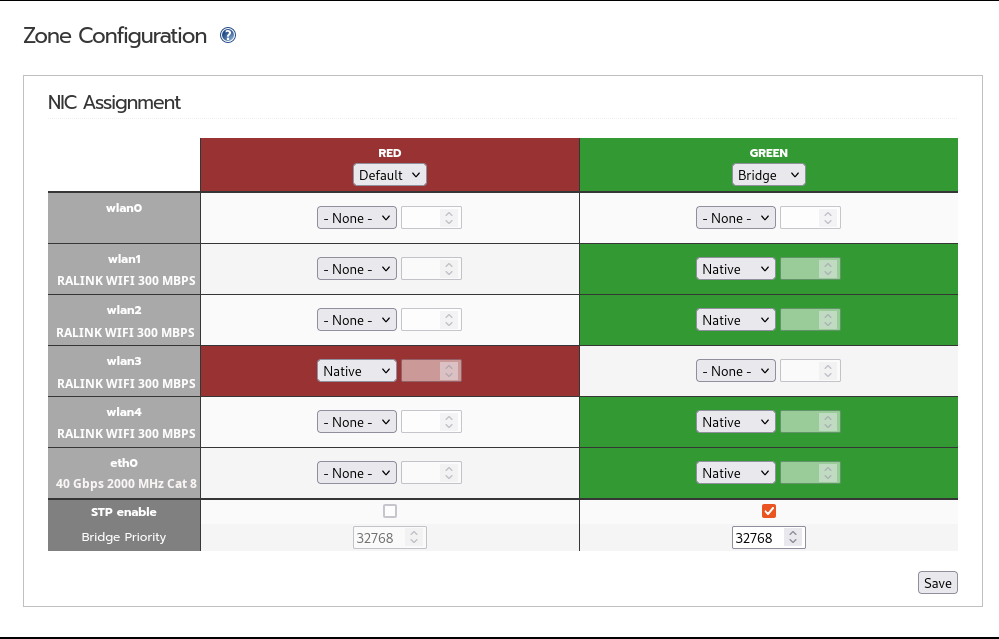 Zone Configuration ?
NIC Assignment
RED GREEN
Default Bridge
wlan0
- None - - None -
wlan1
- None - Native
RALINK WIFI 300 MBPS
wlan2
- None - Native
RALINK WIFI 300 MBPS
wlan3
Native - None -
RALINK WIFI 300 MBPS
wlan4
- None - Native
RALINK WIFI 300 MBPS
eth0
- None - Native
40 Gbps 2000 MHz Cat 8
STP enable
Bridge Priority 32768 32768
Save